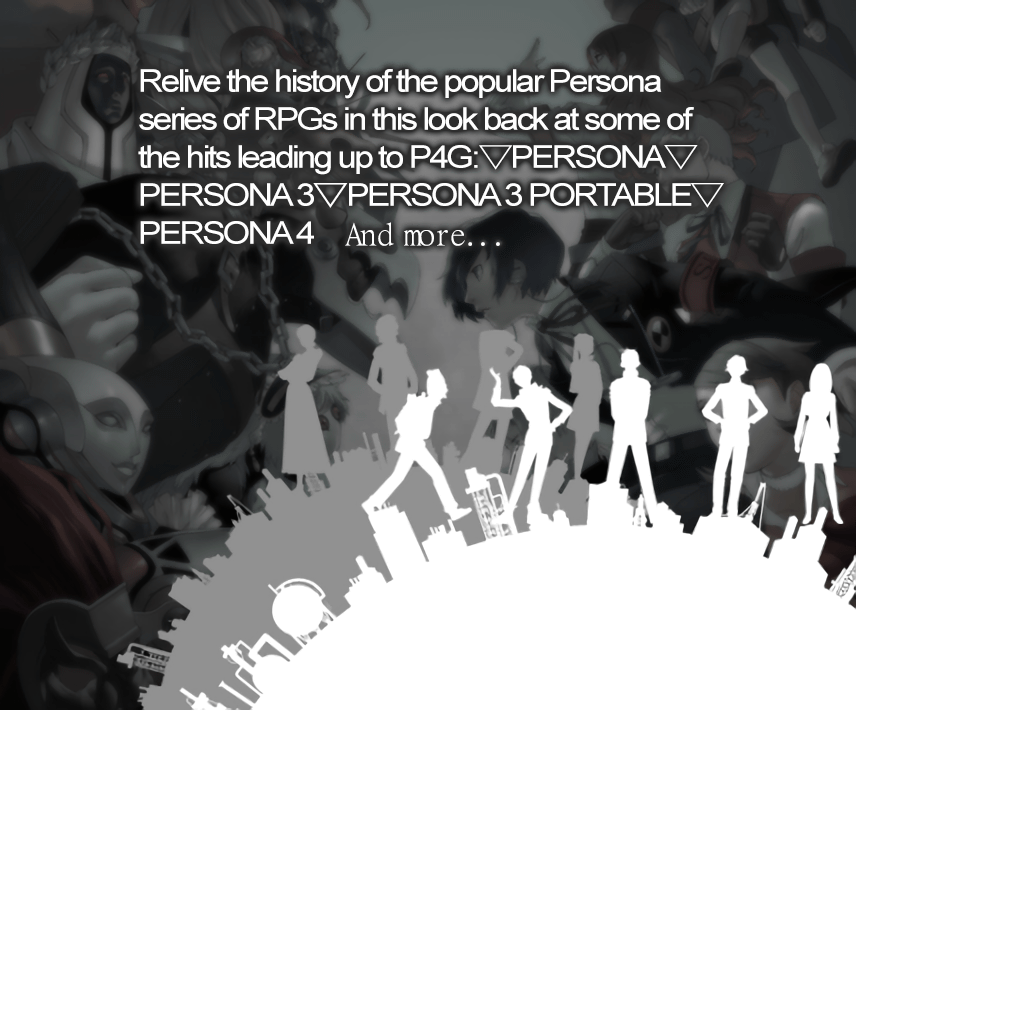 Relive the history of the popular Persona
series of RPGs in this look back at some of
the hits leading up to P4G:▽PERSONA▽
PERSONA 3▽PERSONA 3 PORTABLE▽
PERSONA 4 And more...